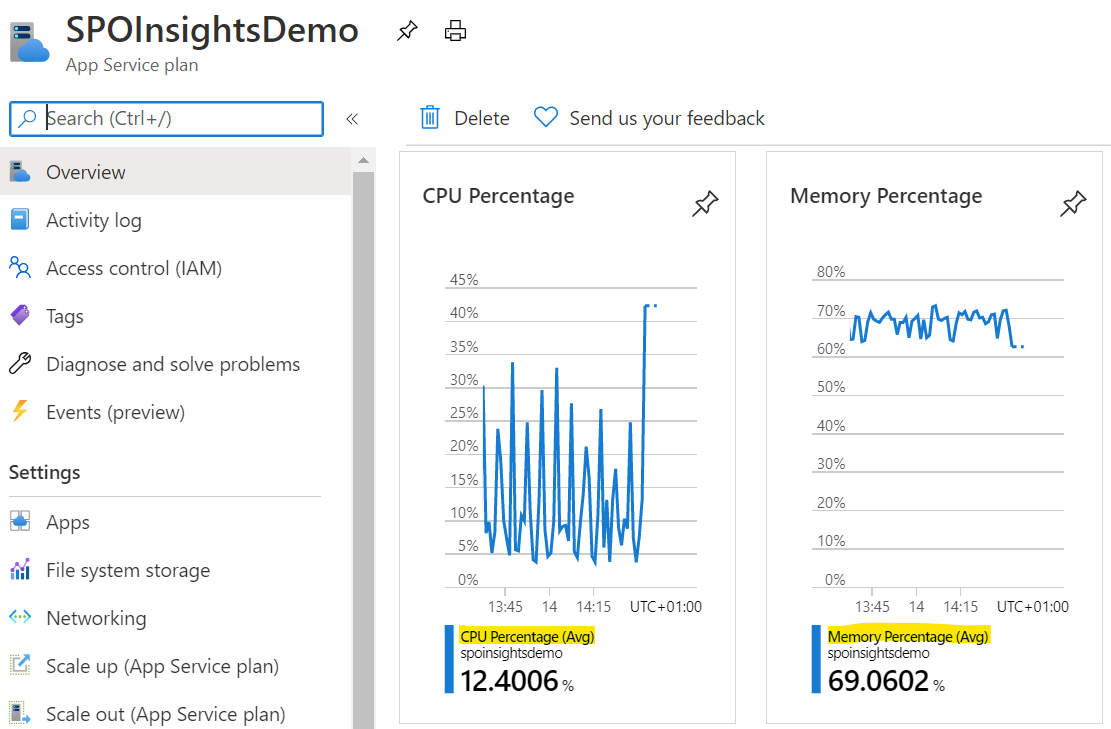 SPOInsightsDemo
App Service plan
Search (Ctrl+/)
«
Overview
Activity log
Access control (IAM)
Tags
Diagnose and solve problems
Events (preview)
Settings
Apps
File system storage
Networking
Scale up (App Service plan)
Scale out (App Service plan)
Delete
Send us your feedback
CPU Percentage
45%
40%
35%
30%
25%
20%
15%
10%
5%
0%
13:45 14 14:15 UTC+01:00
CPU Percentage (Avg)
spoinsightsdemo
12.4006 %
Memory Percentage
80%
70%
60%
50%
40%
30%
20%
10%
0%
13:45 14 14:15 UTC+01:00
Memory Percentage (Avg)
spoinsightsdemo
69.0602 %